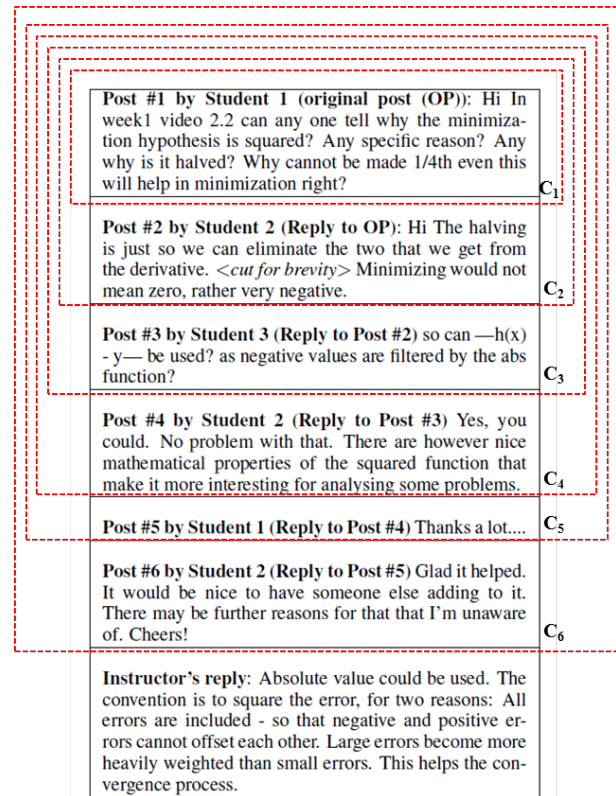 Post #1 by Student 1 (original post (OP)): Hi In
week1 video 2.2 can any one tell why the minimiza-
tion hypothesis is squared? Any specific reason? Any
why is it halved? Why cannot be made 1/4th even this
will help in minimization right?
C1
Post #2 by Student 2 (Reply to OP): Hi The halving
is just so we can eliminate the two that we get from
the derivative. <cut for brevity> Minimizing would not
mean zero, rather very negative.
C2
Post #3 by Student 3 (Reply to Post #2) so can —h(x)
- y— be used? as negative values are filtered by the abs
function?
C3
Post #4 by Student 2 (Reply to Post #3) Yes, you
could. No problem with that. There are however nice
mathematical properties of the squared function that
make it more interesting for analysing some problems.
C4
Post #5 by Student 1 (Reply to Post #4) Thanks a lot....
C5
Post #6 by Student 2 (Reply to Post #5) Glad it helped.
It would be nice to have someone else adding to it.
There may be further reasons for that that I'm unaware
of. Cheers!
C6
Instructor's reply: Absolute value could be used. The
convention is to square the error, for two reasons: All
errors are included - so that negative and positive er-
rors cannot offset each other. Large errors become more
heavily weighted than small errors. This helps the con-
vergence process.